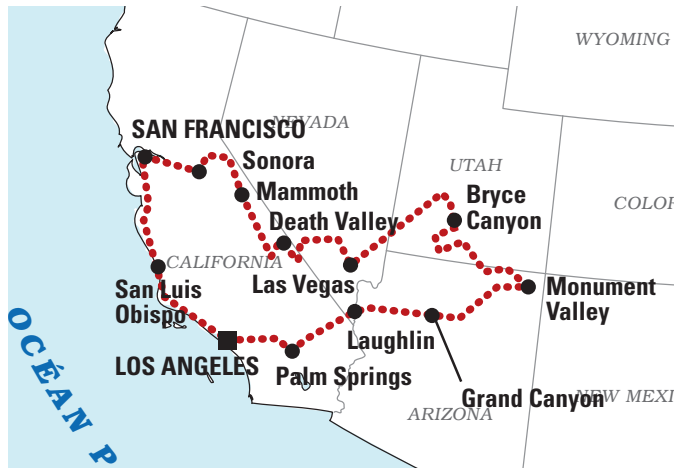 WYOMING
NEVADA
SAN FRANCISCO
Sonora
UTAH
Mammoth
Bryce
Canyon
COLOR
Death Valley
CALIFORNIA
Las Vegas
San Luis
Obispo
Monument
Valley
OCÉAN P
Laughlin
LOS ANGELES
Palm Springs
Grand Canyon
NEW MEXI
ARIZONA